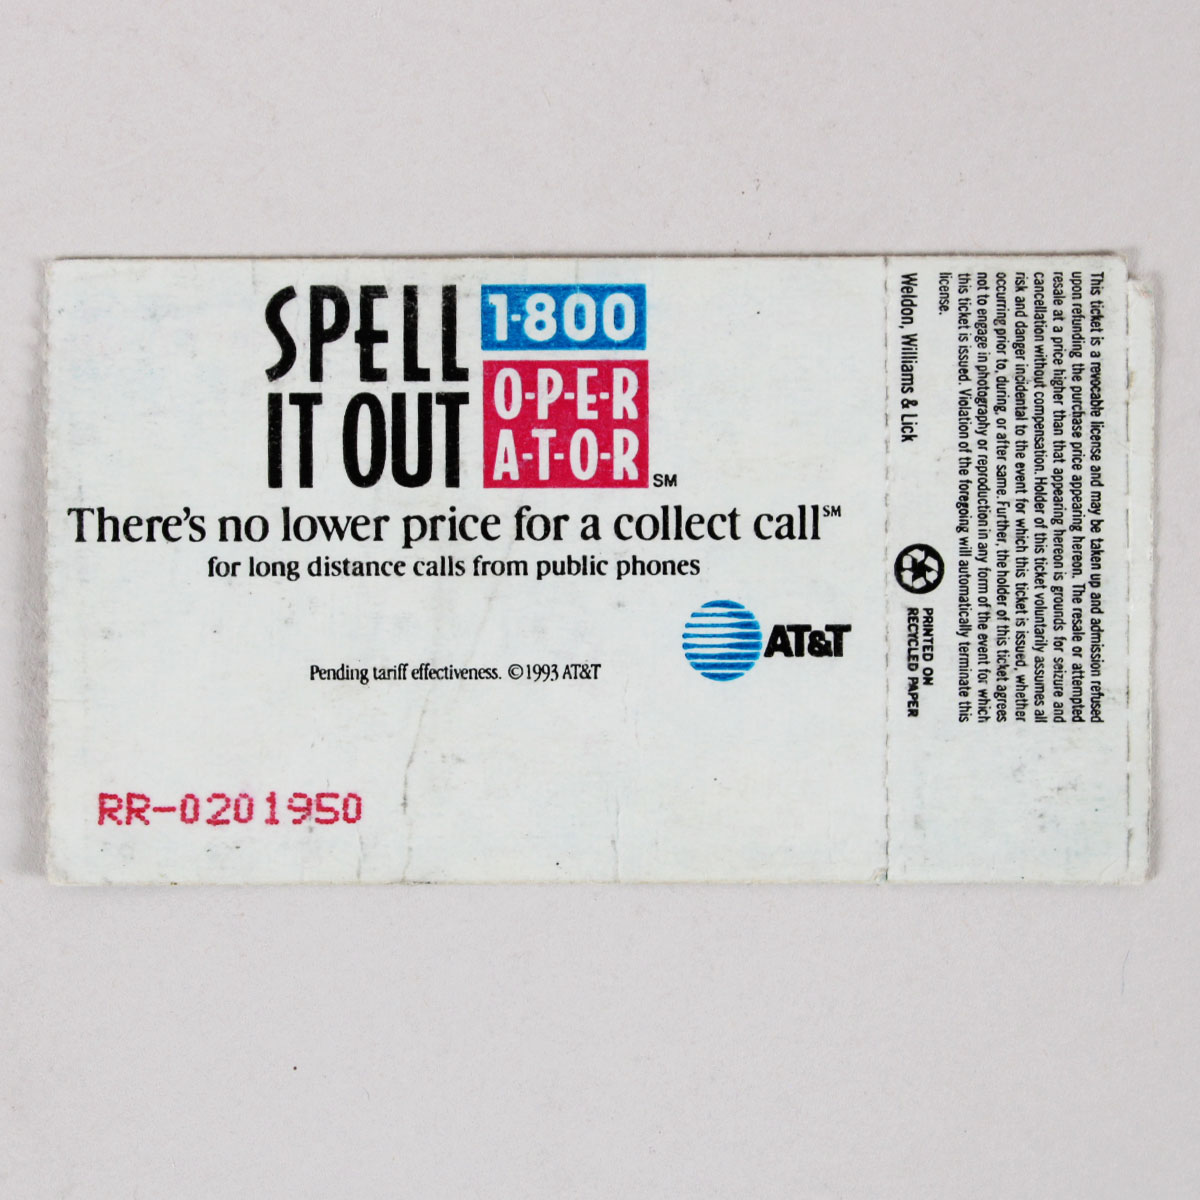 SPELL
IT OUT
1-800
O-P-E-R
A-T-O-R
SM
There's no lower price for a collect call℠
for long distance calls from public phones
AT&T
Pending tariff effectiveness. ©1993 AT&T
RR-0201950
This ticket is a revocable license and may be taken up and admission refused
upon refunding the purchase price appearing hereon. The resale or attempted
resale at a price higher than that appearing hereon is grounds for seizure and
cancellation without compensation. Holder of this ticket voluntarily assumes all
risk and danger incidental to the event for which this ticket is issued, whether
occurring prior to, during, or after same. Further, the holder of this ticket agrees
not to engage in photography or reproduction in any form of the event for which
this ticket is issued. Violation of the foregoing will automatically terminate this
license.
Weldon, Williams & Lick
PRINTED ON
RECYCLED PAPER